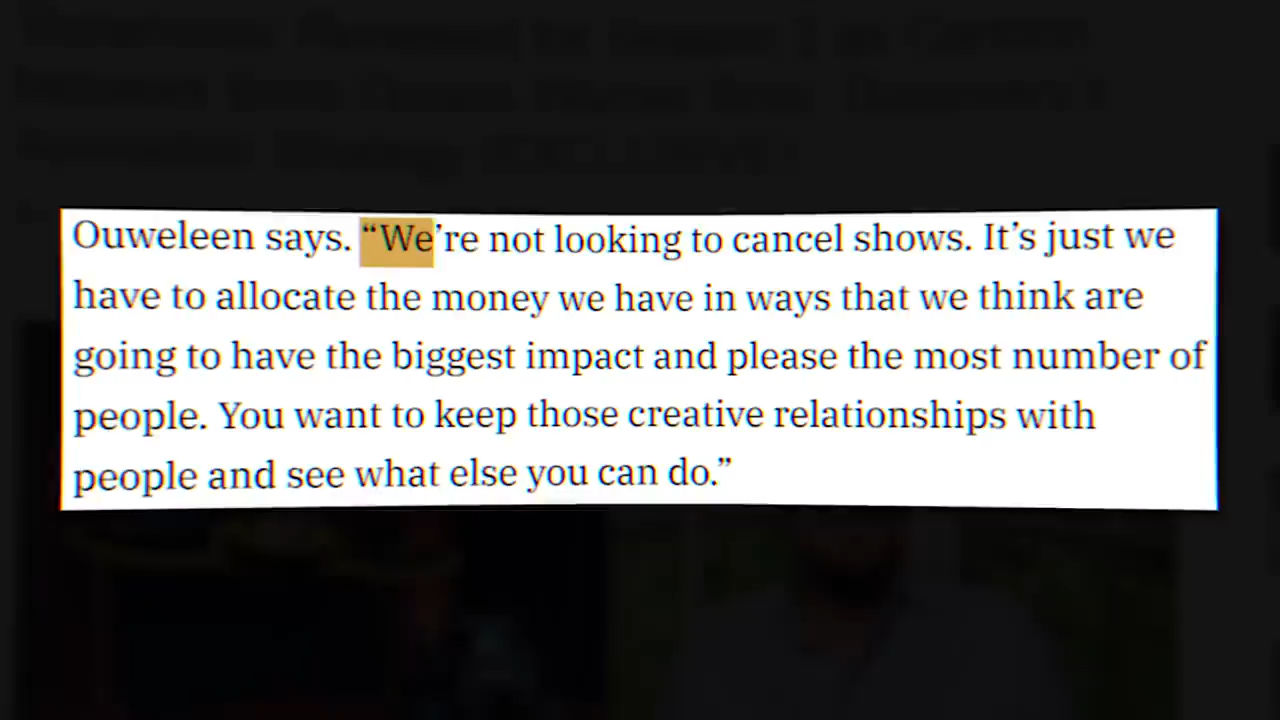 Ouweleen says. “We’re not looking to cancel shows. It’s just we
have to allocate the money we have in ways that we think are
going to have the biggest impact and please the most number of
people. You want to keep those creative relationships with
people and see what else you can do.”